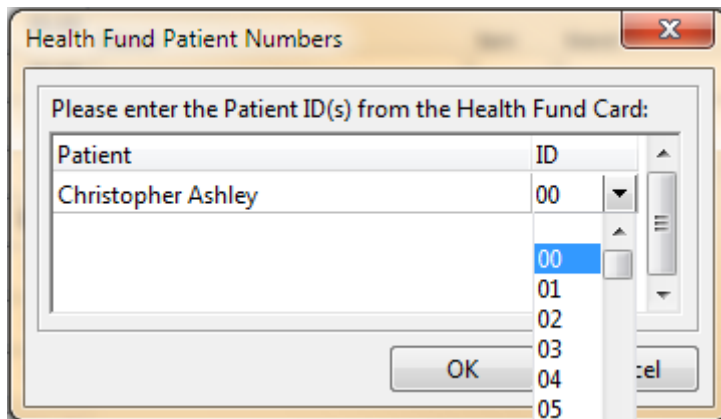 Health Fund Patient Numbers
Please enter the Patient ID(s) from the Health Fund Card:
Patient ID
Christopher Ashley 00
00
01
02
03
04
05
OK